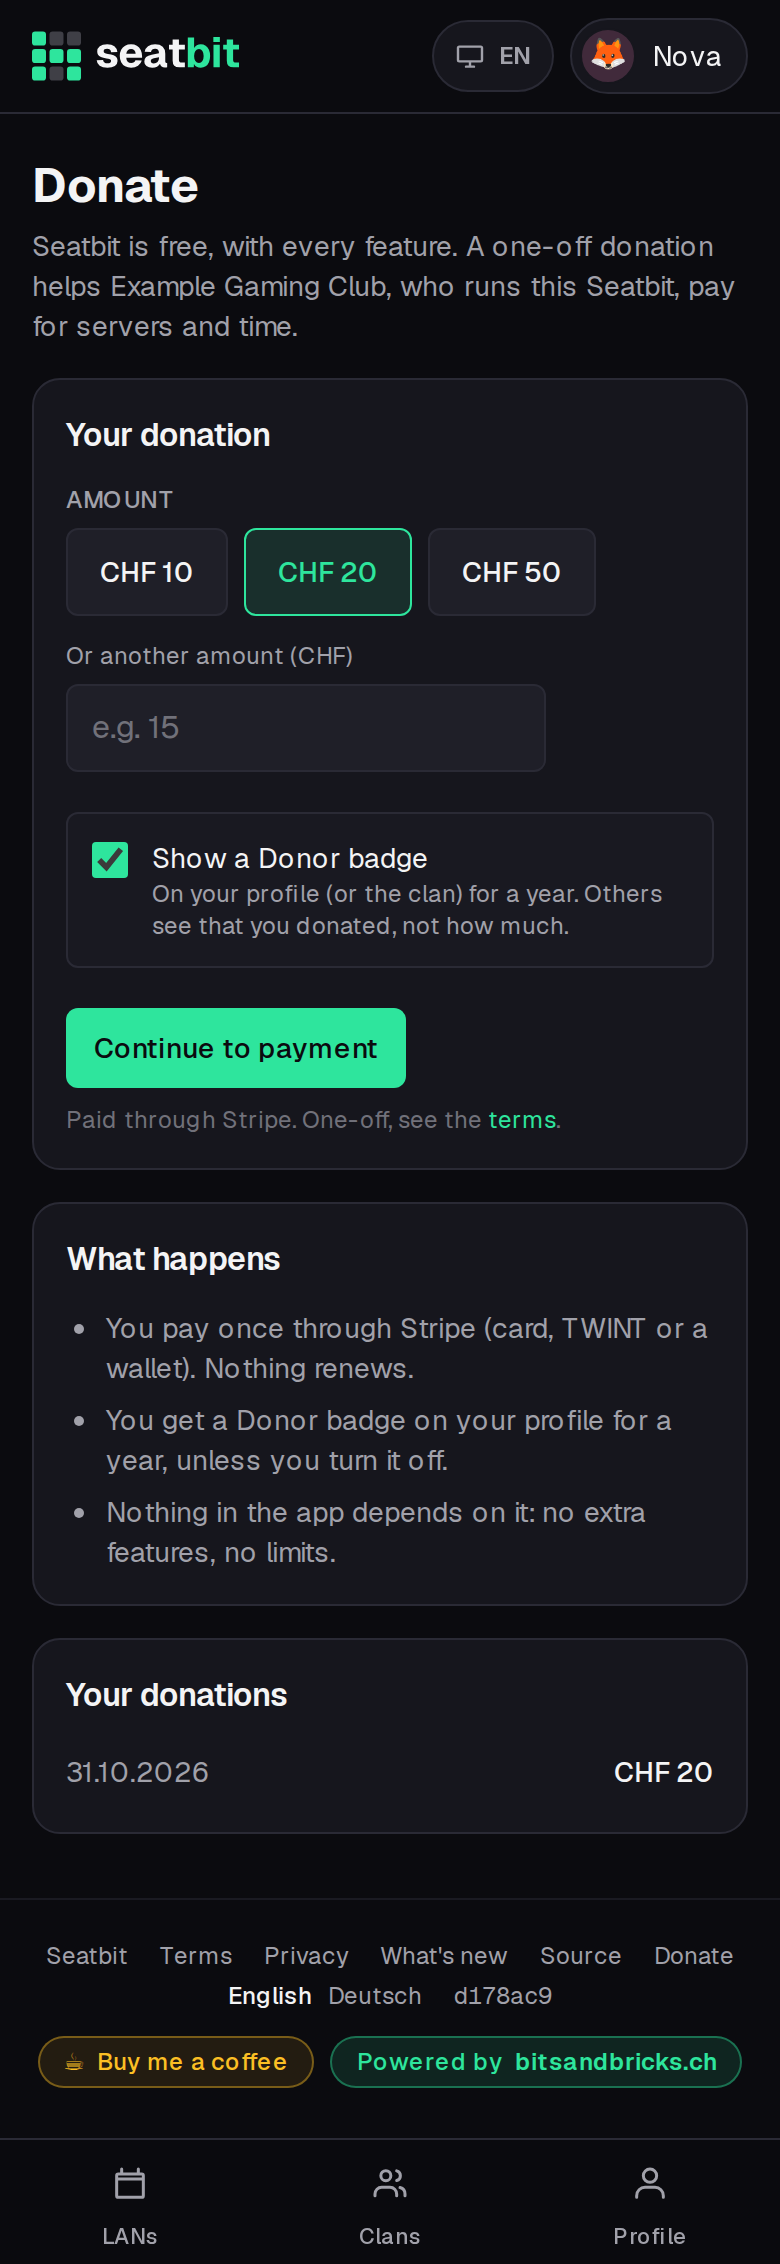 seatbit
EN
Nova
Donate
Seatbit is free, with every feature. A one-off donation
helps Example Gaming Club, who runs this Seatbit, pay
for servers and time.
Your donation
AMOUNT
CHF 10
CHF 20
CHF 50
Or another amount (CHF)
e.g. 15
Show a Donor badge
On your profile (or the clan) for a year. Others
see that you donated, not how much.
Continue to payment
Paid through Stripe. One-off, see the terms.
What happens
You pay once through Stripe (card, TWINT or a
wallet). Nothing renews.
You get a Donor badge on your profile for a
year, unless you turn it off.
Nothing in the app depends on it: no extra
features, no limits.
Your donations
31.10.2026
CHF 20
Seatbit Terms Privacy What's new Source Donate
English Deutsch d178ac9
Buy me a coffee
Powered by bitsandbricks.ch
LANs
Clans
Profile